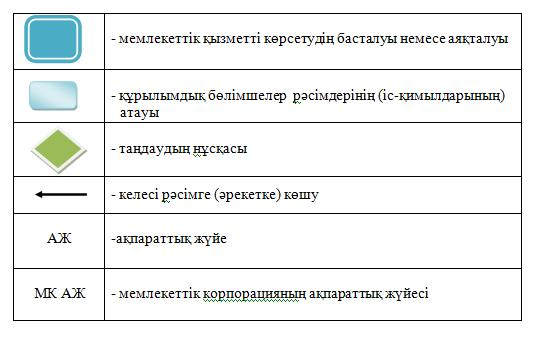 - мемлекеттік қызметті көрсетудің басталуы немесе аяқталуы
- құрылымдық бөлімшелер рәсімдерінің (іс-қимылдарының)
атауы
- таңдаудың нұсқасы
- келесі рәсімге (әрекетке) көшу
АЖ -ақпараттық жүйе
МК АЖ - мемлекеттік корпорацияның ақпараттық жүйесі